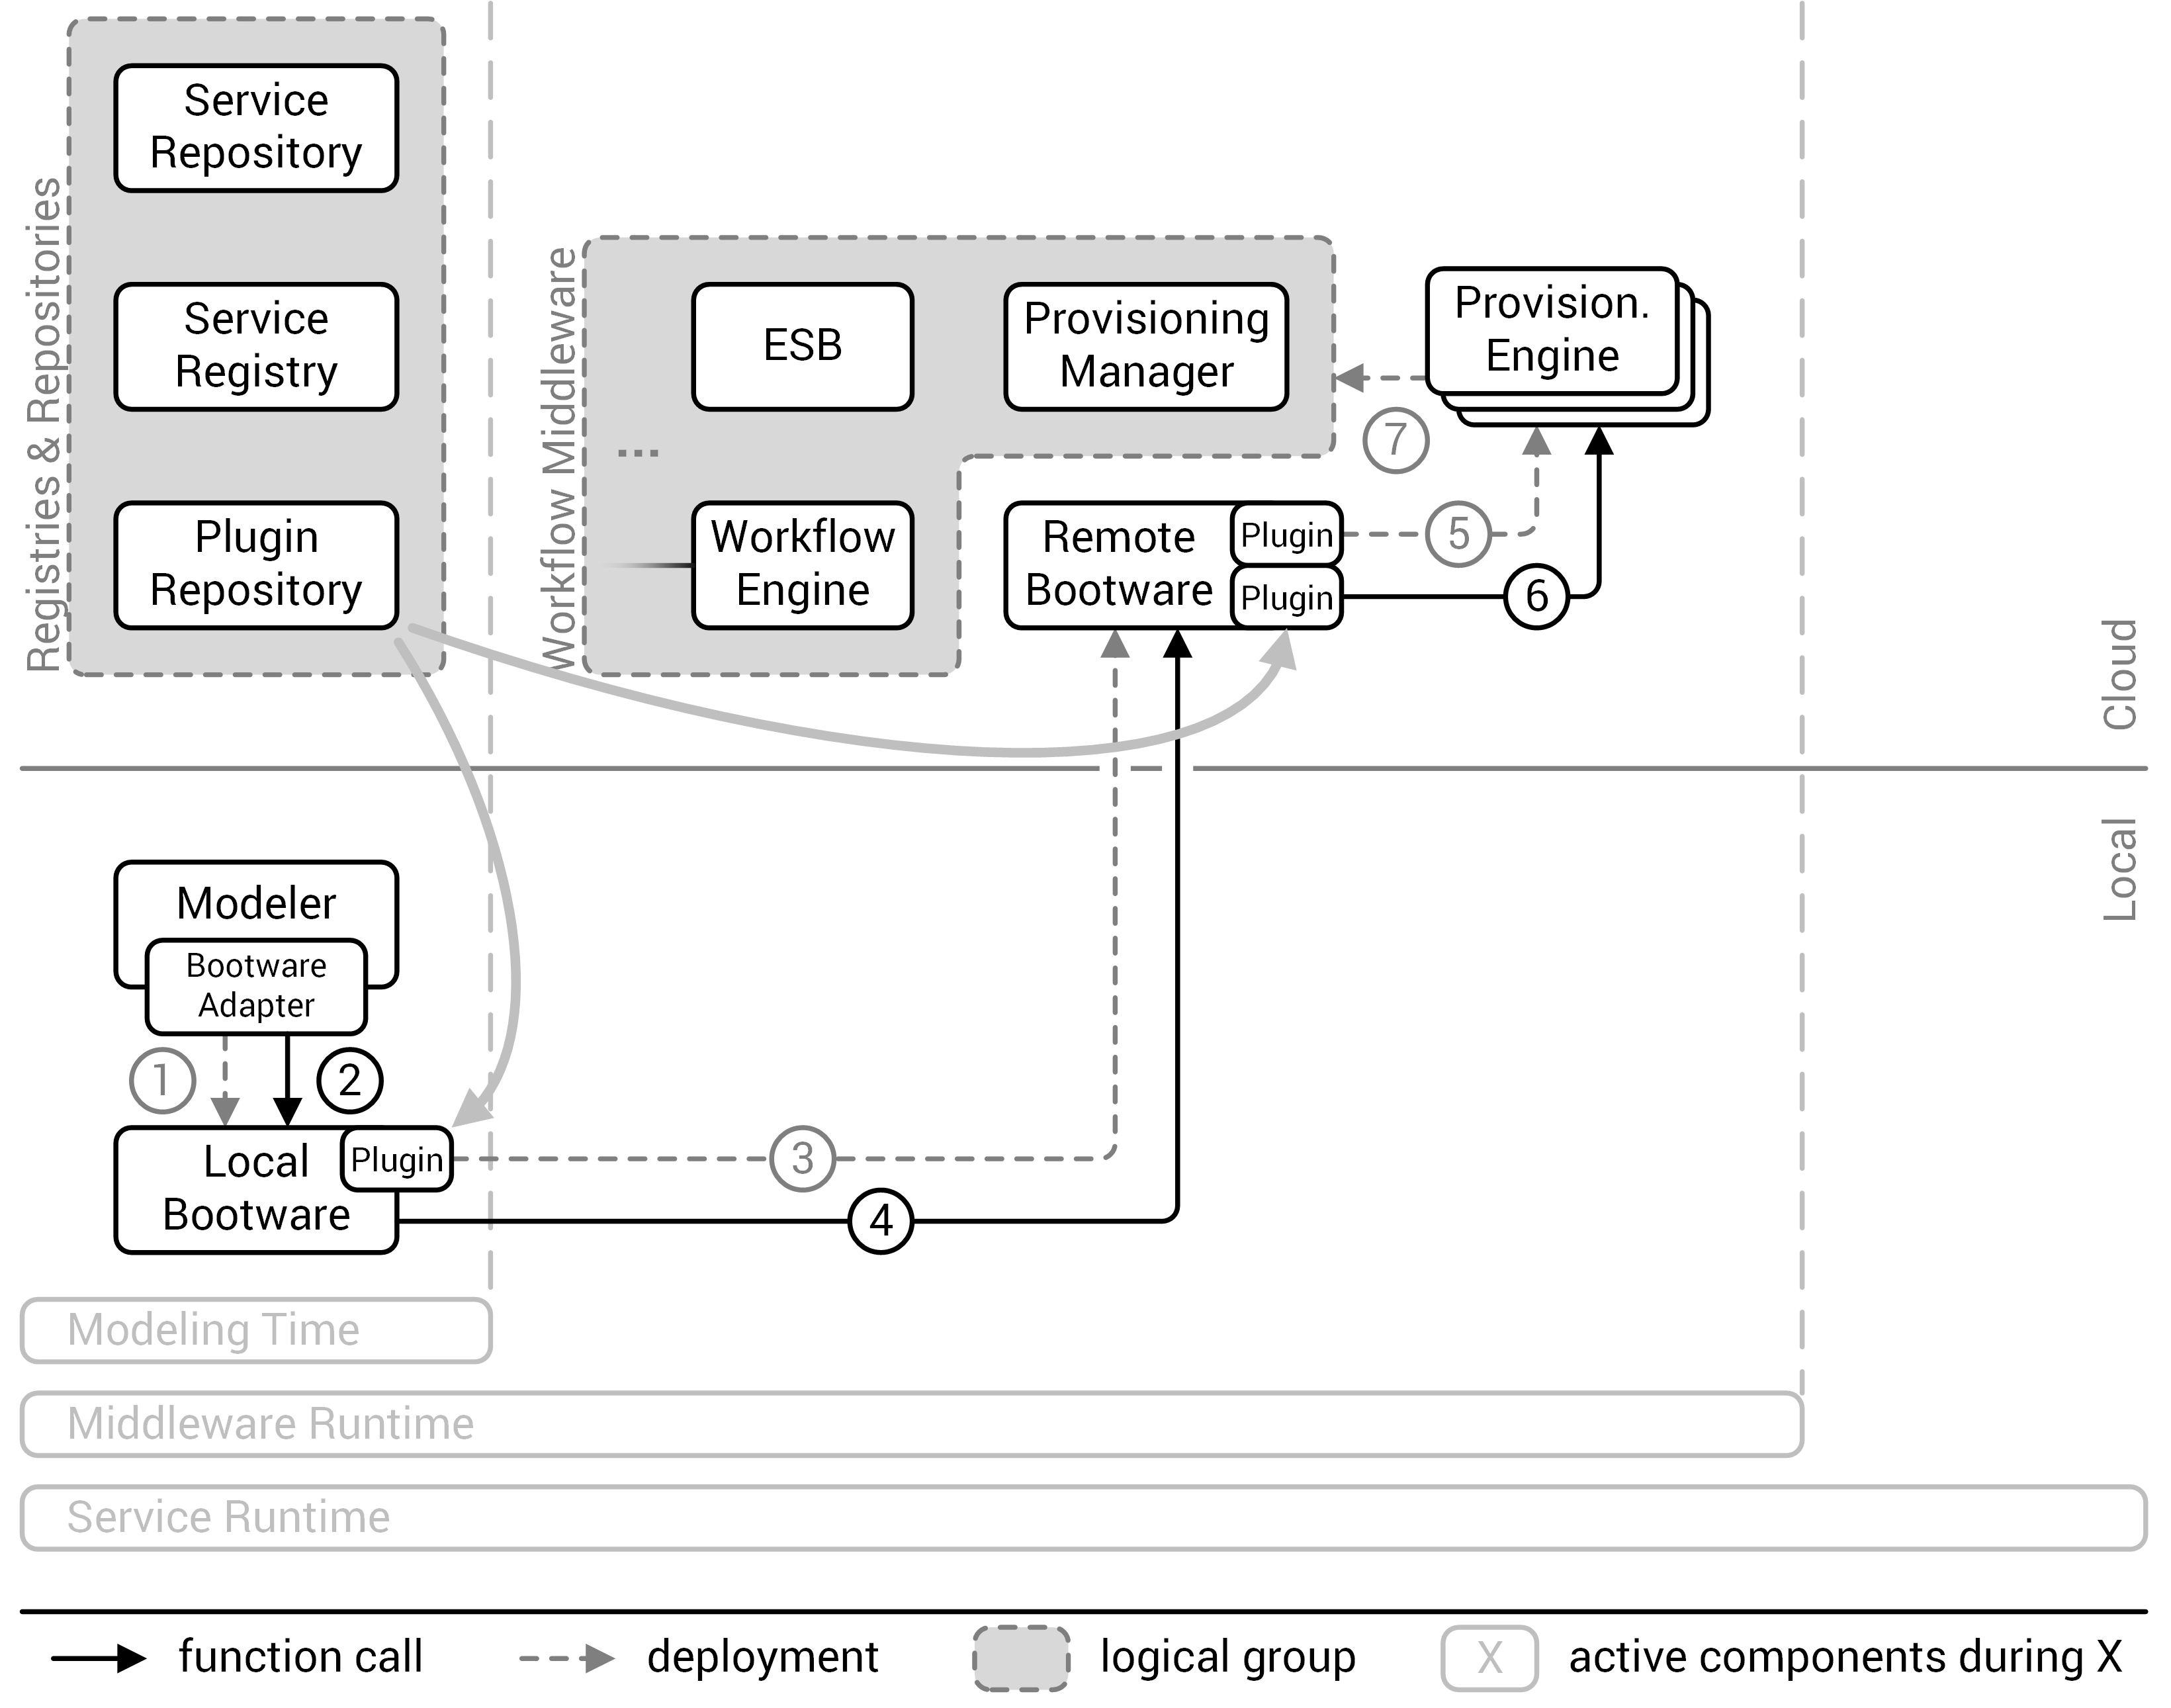 Registries & Repositories
Service
Repository
Service
Registry
Plugin
Repository
Workflow Middleware
ESB
Provisioning
Manager
...
Workflow
Engine
Provision.
Engine
7
Remote
Bootware
Plugin
Plugin
5
6
Cloud
Local
Modeler
Bootware
Adapter
1
2
Local
Bootware
Plugin
3
4
Modeling Time
Middleware Runtime
Service Runtime
function call
deployment
logical group
X
active components during X